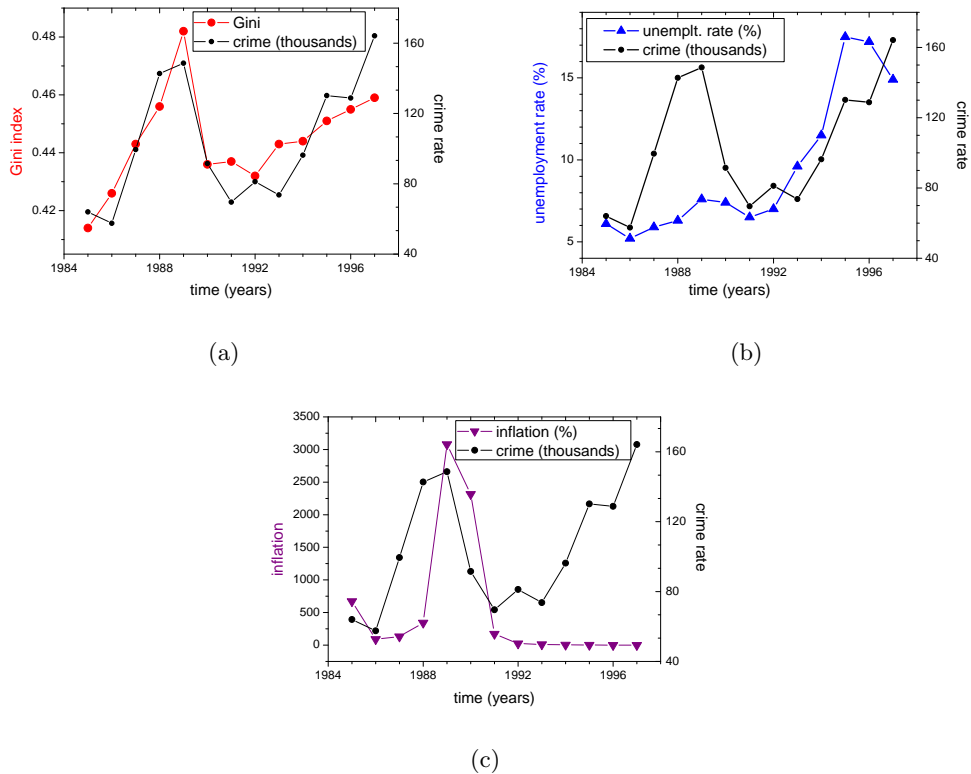 Gini
crime (thousands)
0.48
0.46
0.44
0.42
Gini index
160
120
80
40
crime rate
1984
1988
1992
1996
time (years)
(a)
unemplt. rate (%)
crime (thousands)
15
10
5
unemployment rate (%)
160
120
80
40
crime rate
1984
1988
1992
1996
time (years)
(b)
inflation (%)
crime (thousands)
3500
3000
2500
2000
1500
1000
500
0
inflation
160
120
80
40
crime rate
1984
1988
1992
1996
time (years)
(c)